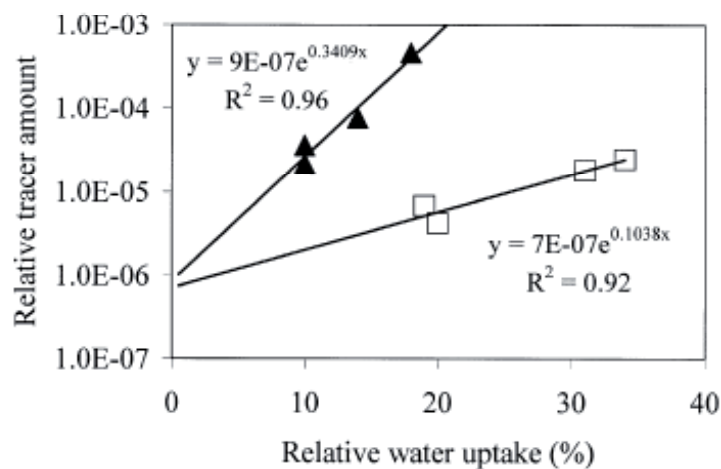 1.0E-03
y = 9E-07e^0.3409x
R² = 0.96
1.0E-04
1.0E-05
y = 7E-07e^0.1038x
R² = 0.92
1.0E-06
1.0E-07
0 10 20 30 40
Relative water uptake (%)
Relative tracer amount